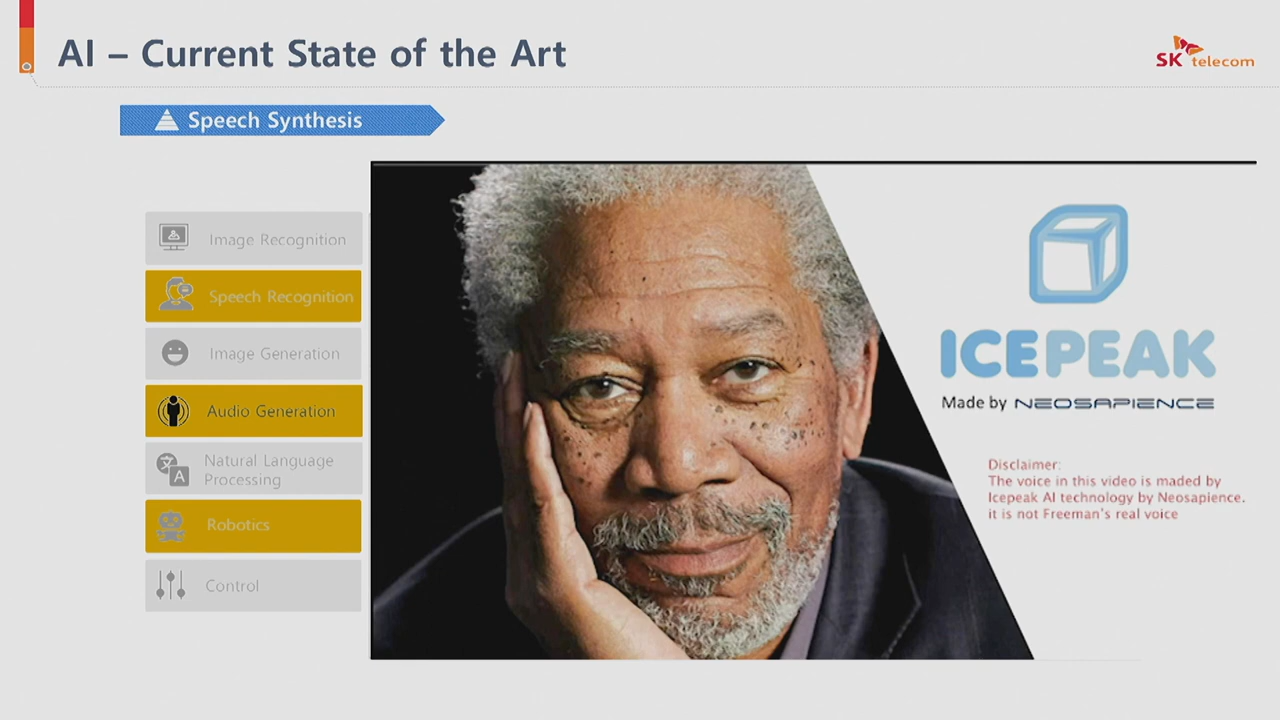 AI – Current State of the Art
SK telecom
Speech Synthesis
Image Recognition
Speech Recognition
Image Generation
Audio Generation
Natural Language
Processing
A
Robotics
Control
ICEPEAK
Made by NEOSAPIENCE
Disclaimer:
The voice in this video is maded by
Icepeak AI technology by Neosapience.
it is not Freeman's real voice